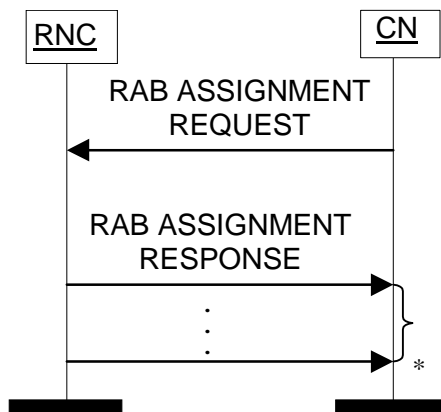 RNC
CN
RAB ASSIGNMENT
REQUEST
RAB ASSIGNMENT
RESPONSE
.
.
.
*